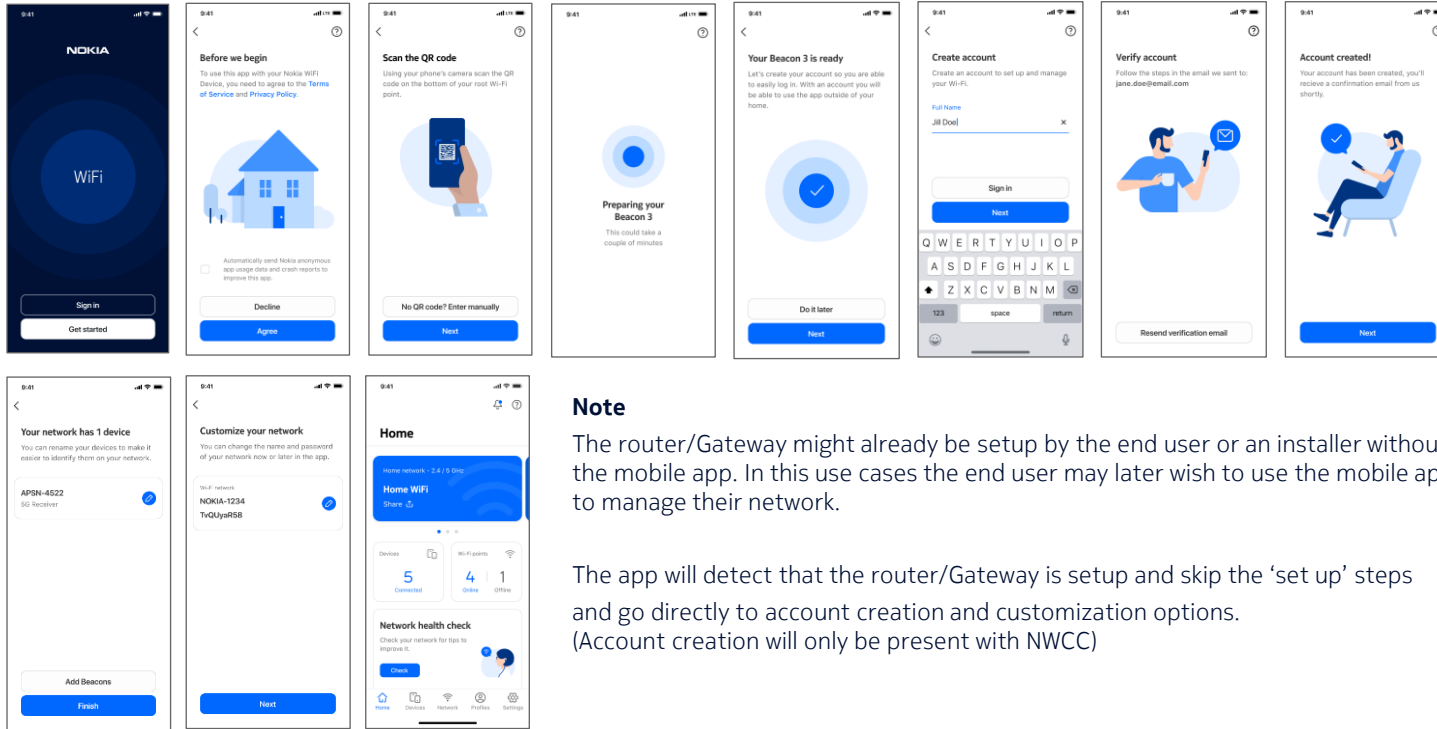 9:41
NOKIA
WiFi
Sign in
Get started
9:41
Before we begin
To use this app with your Nokia WiFi
Device, you need to agree to the Terms
of Service and Privacy Policy.
Automatically send Nokia anonymous
app usage data and crash reports to
improve this app.
Decline
Agree
9:41
LTE
Scan the QR code
Using your phone's camera scan the QR
code on the bottom of your root Wi-Fi
point.
No QR code? Enter manually
Next
9:41
LTE
Preparing your
Beacon 3
This could take a
couple of minutes
9:41
Your Beacon 3 is ready
Let's create your account so you are able
to easily log in. With an account you will
be able to use the app outside of your
home.
Do it later
Next
9:41
Create account
Create an account to set up and manage
your Wi-Fi.
Full Name
Jill Doe
Sign in
Next
Q W E R T Y U I O P
A S D F G H J K L
Z X C V B N M
123 space return
9:41
Verify account
Follow the steps in the email we sent to:
jane.doe@email.com
Resend verification email
9:41
Account created!
Your account has been created, you'll
recieve a confirmation email from us
shortly.
Next
9:41
Your network has 1 device
You can rename your devices to make it
easier to identify them on your network.
APSN-4522
5G Receiver
Add Beacons
Finish
9:41
Customize your network
You can change the name and password
of your network now or later in the app.
Wi-Fi network
NOKIA-1234
TvQUyaR58
Next
9:41
Home
Home network - 2.4 / 5 GHz
Home WiFi
Share
Devices
5
Connected
Wi-Fi points
4 1
Online Offline
Network health check
Check your network for tips to
improve it.
Check
Home Devices Network Profiles Settings
Note
The router/Gateway might already be setup by the end user or an installer withou
the mobile app. In this use cases the end user may later wish to use the mobile ap
to manage their network.
The app will detect that the router/Gateway is setup and skip the ‘set up’ steps
and go directly to account creation and customization options.
(Account creation will only be present with NWCC)